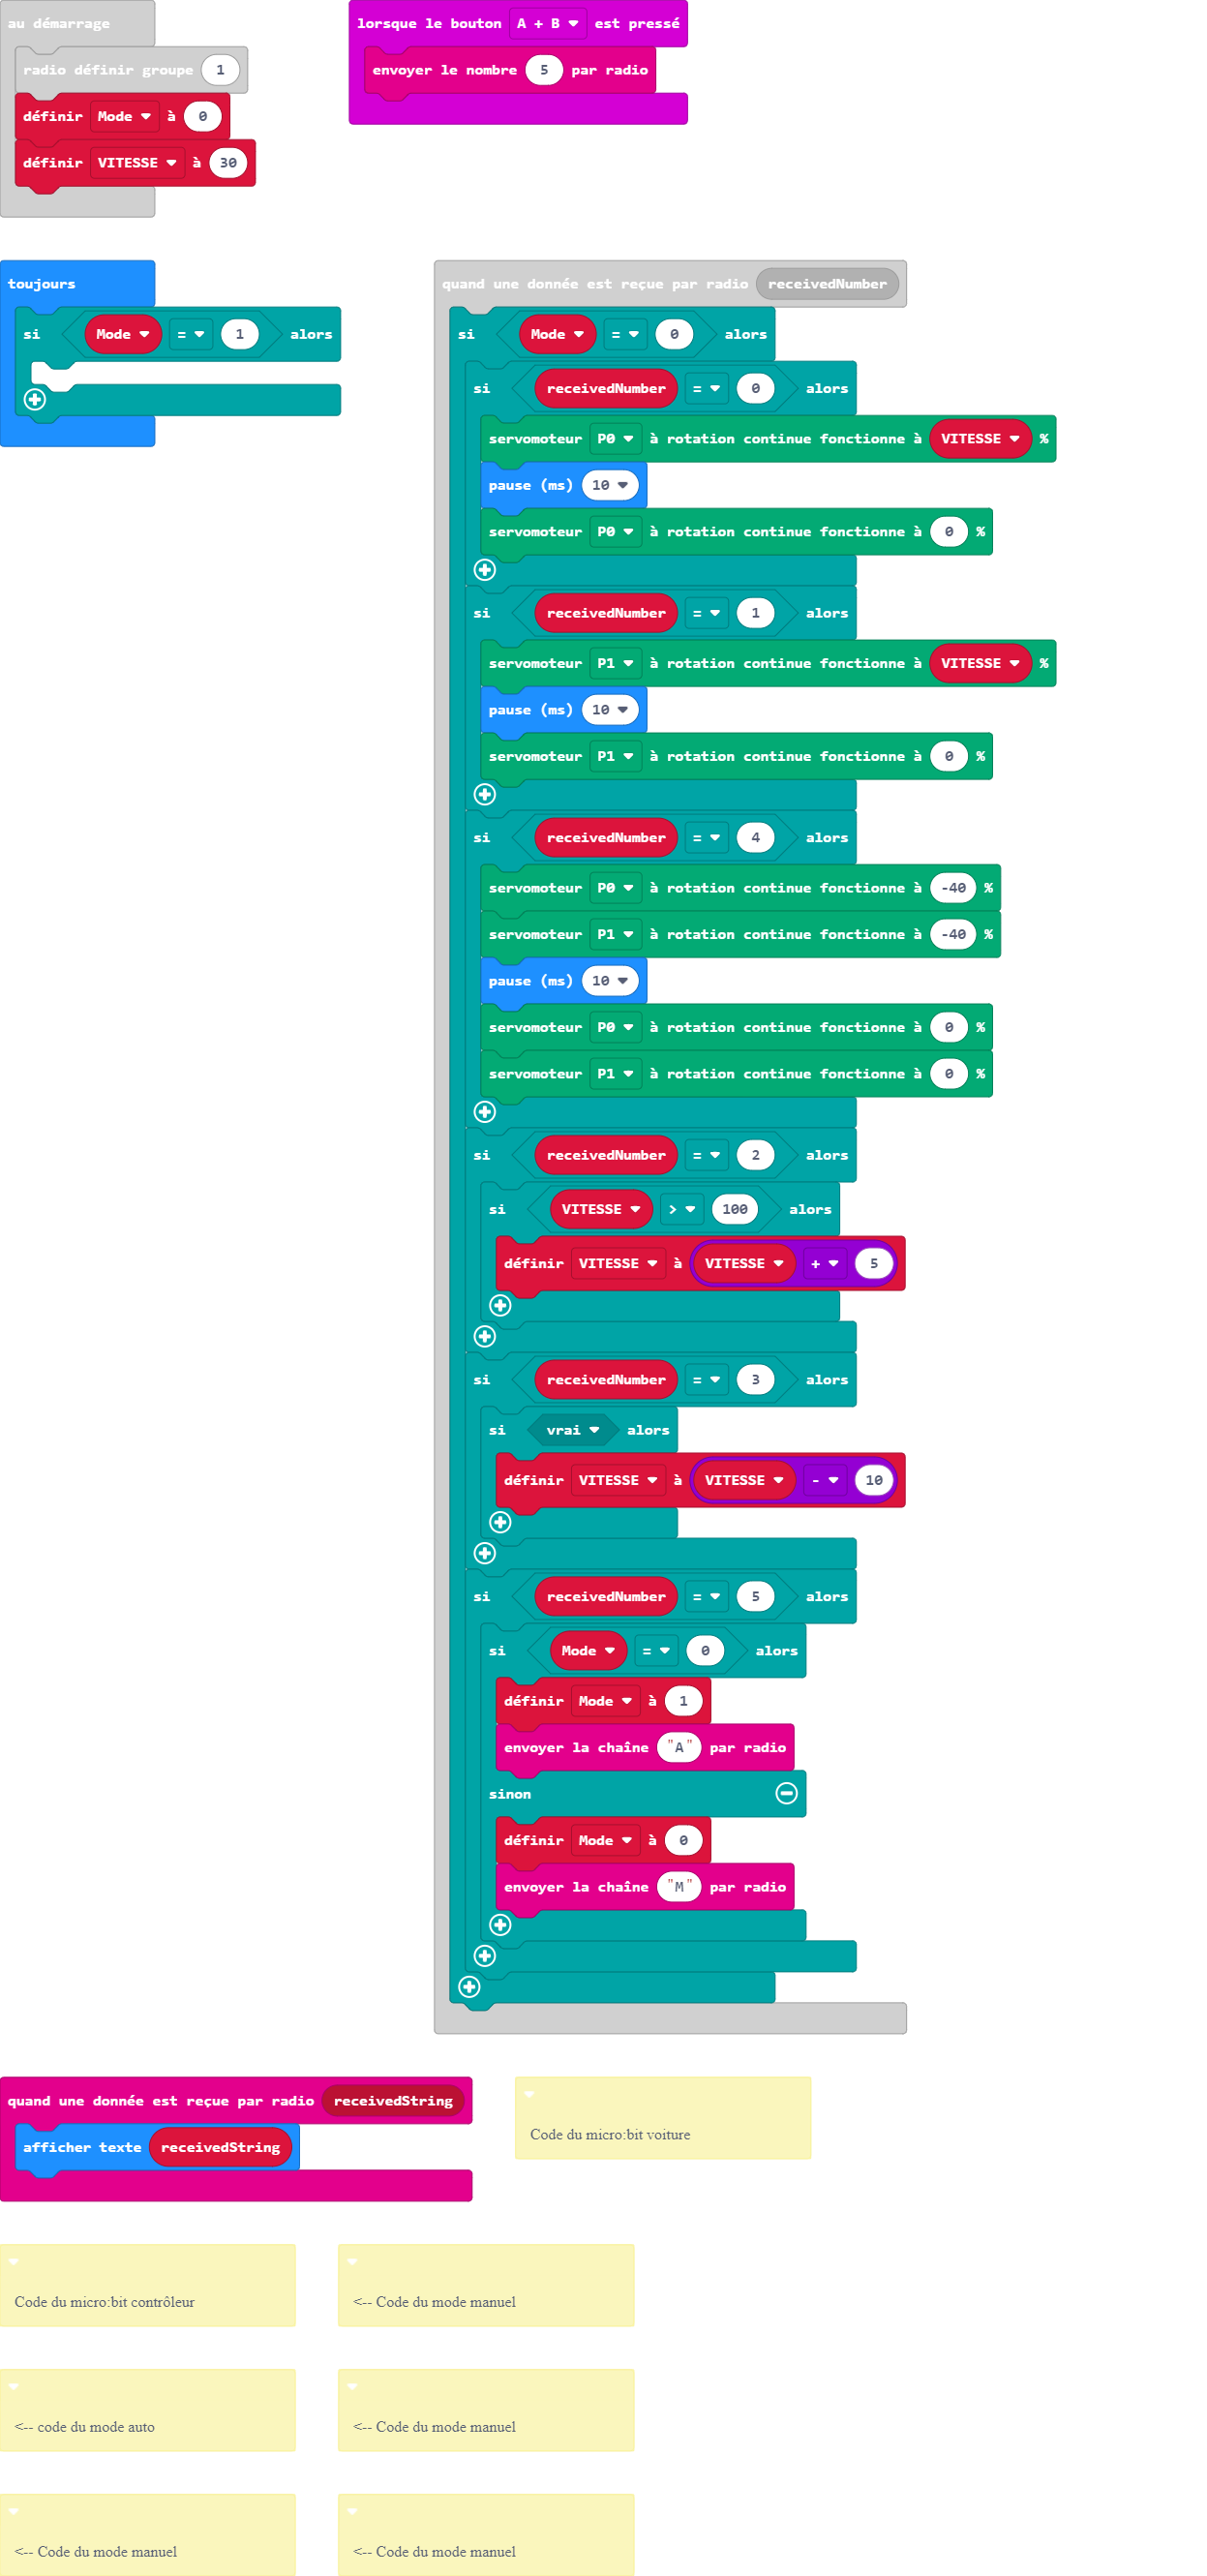 au démarrage
radio définir groupe 1
définir Mode à 0
définir VITESSE à 30
lorsque le bouton A + B est pressé
envoyer le nombre 5 par radio
toujours
si Mode = 1 alors
quand une donnée est reçue par radio receivedNumber
si Mode = 0 alors
si receivedNumber = 0 alors
servomoteur P0 à rotation continue fonctionne à VITESSE %
pause (ms) 10
servomoteur P0 à rotation continue fonctionne à 0 %
si receivedNumber = 1 alors
servomoteur P1 à rotation continue fonctionne à VITESSE %
pause (ms) 10
servomoteur P1 à rotation continue fonctionne à 0 %
si receivedNumber = 4 alors
servomoteur P0 à rotation continue fonctionne à -40 %
servomoteur P1 à rotation continue fonctionne à -40 %
pause (ms) 10
servomoteur P0 à rotation continue fonctionne à 0 %
servomoteur P1 à rotation continue fonctionne à 0 %
si receivedNumber = 2 alors
si VITESSE > 100 alors
définir VITESSE à VITESSE + 5
si receivedNumber = 3 alors
si vrai alors
définir VITESSE à VITESSE - 10
si receivedNumber = 5 alors
si Mode = 0 alors
définir Mode à 1
envoyer la chaîne "A" par radio
sinon
définir Mode à 0
envoyer la chaîne "M" par radio
quand une donnée est reçue par radio receivedString
afficher texte receivedString
Code du micro:bit voiture
Code du micro:bit contrôleur
<-- Code du mode manuel
<-- code du mode auto
<-- Code du mode manuel
<-- Code du mode manuel
<-- Code du mode manuel